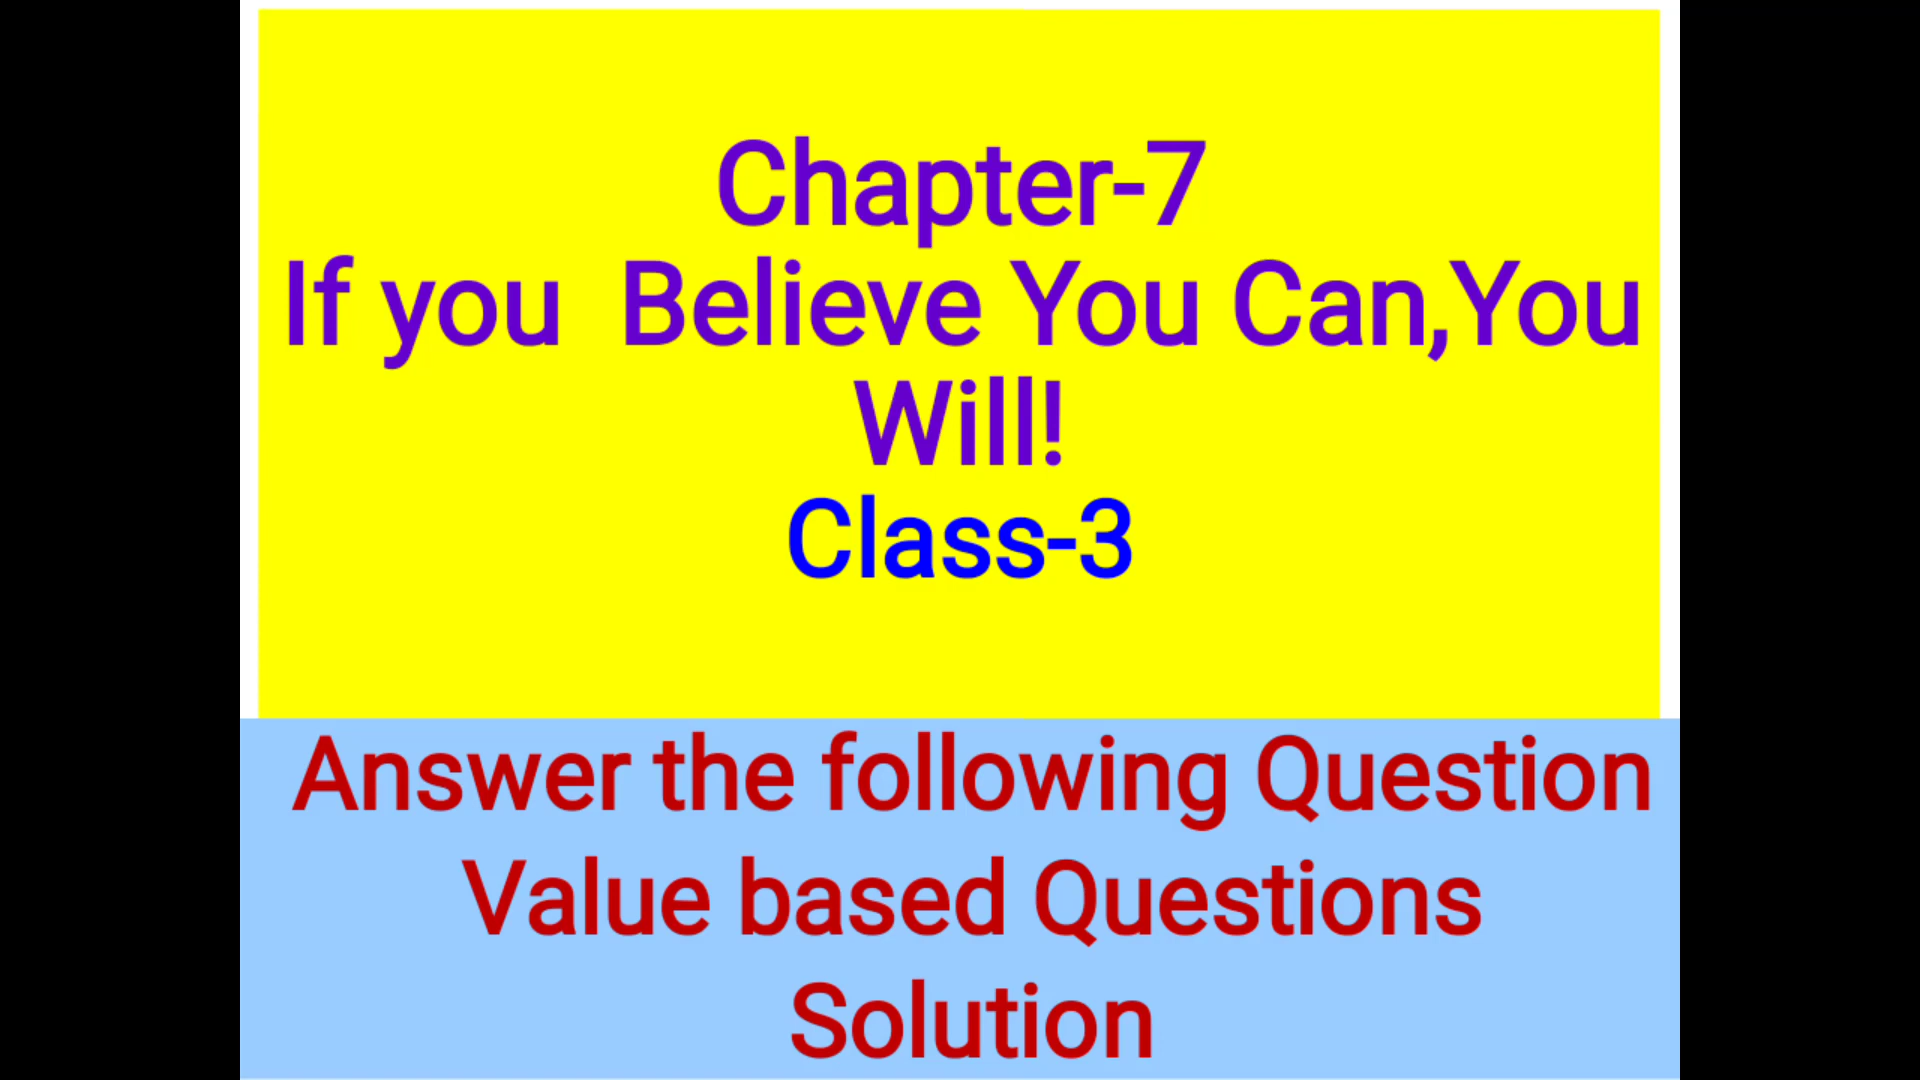 Chapter-7
If you  Believe You Can,You
Will!
Class-3
Answer the following Question
Value based Questions
Solution